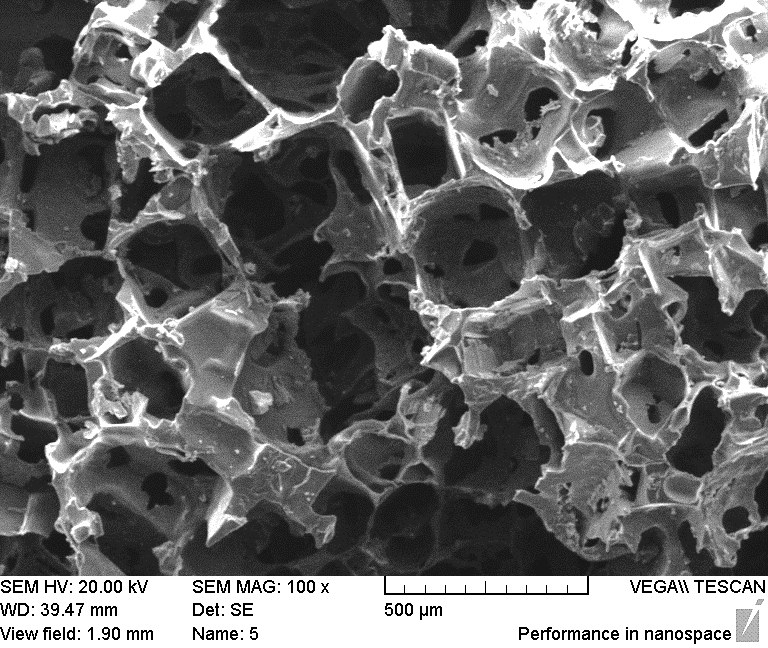 SEM HV: 20.00 kV SEM MAG: 100 x VEGA\\ TESCAN
WD: 39.47 mm Det: SE 500 µm
View field: 1.90 mm Name: 5 Performance in nanospace